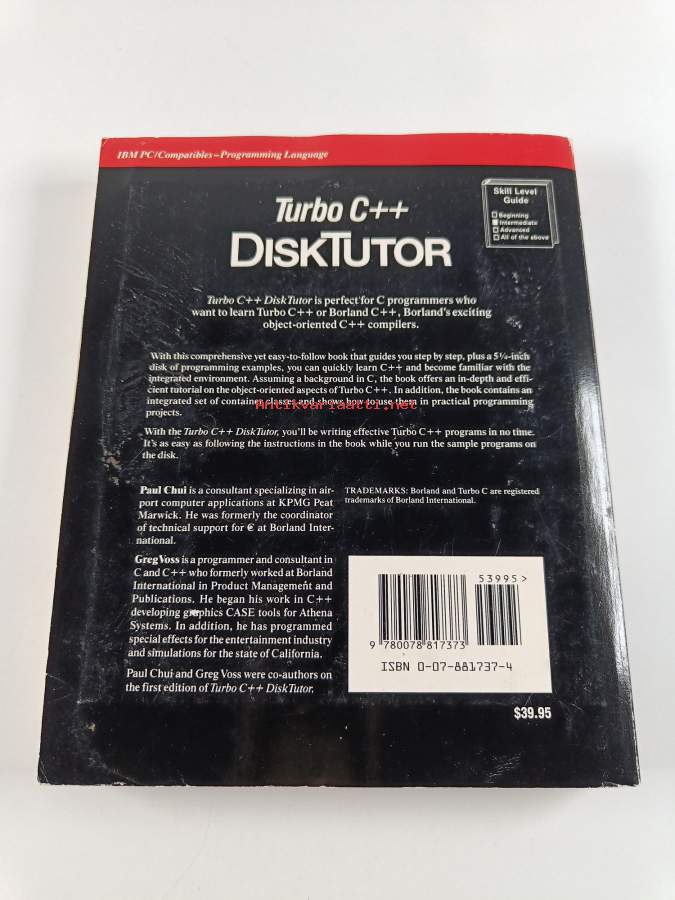 IBM PC/Compatibles–Programming Language
Skill Level
Guide
Beginning
Intermediate
Advanced
All of the above
Turbo C++
DISKTUTOR
Turbo C++ DiskTutor is perfect for C programmers who
want to learn Turbo C++ or Borland C++, Borland's exciting
object-oriented C++ compilers.
With this comprehensive yet easy-to-follow book that guides you step by step, plus a 5¼-inch
disk of programming examples, you can quickly learn C++ and become familiar with the
integrated environment. Assuming a background in C, the book offers an in-depth and effi-
cient tutorial on the object-oriented aspects of Turbo C++. In addition, the book contains an
integrated set of container classes and shows how to use them in practical programming
projects.
Antikvariaatti.net
With the Turbo C++ DiskTutor, you'll be writing effective Turbo C++ programs in no time.
It's as easy as following the instructions in the book while you run the sample programs on
the disk.
Paul Chui is a consultant specializing in air-
port computer applications at KPMG Peat
Marwick. He was formerly the coordinator
of technical support for C at Borland Inter-
national.
Greg Voss is a programmer and consultant in
C and C++ who formerly worked at Borland
International in Product Management and
Publications. He began his work in C++
developing graphics CASE tools for Athena
Systems. In addition, he has programmed
special effects for the entertainment industry
and simulations for the state of California.
Paul Chui and Greg Voss were co-authors on
the first edition of Turbo C++ DiskTutor.
TRADEMARKS: Borland and Turbo C are registered
trademarks of Borland International.
53995>
9 780078 817373
ISBN 0-07-881737-4
$39.95